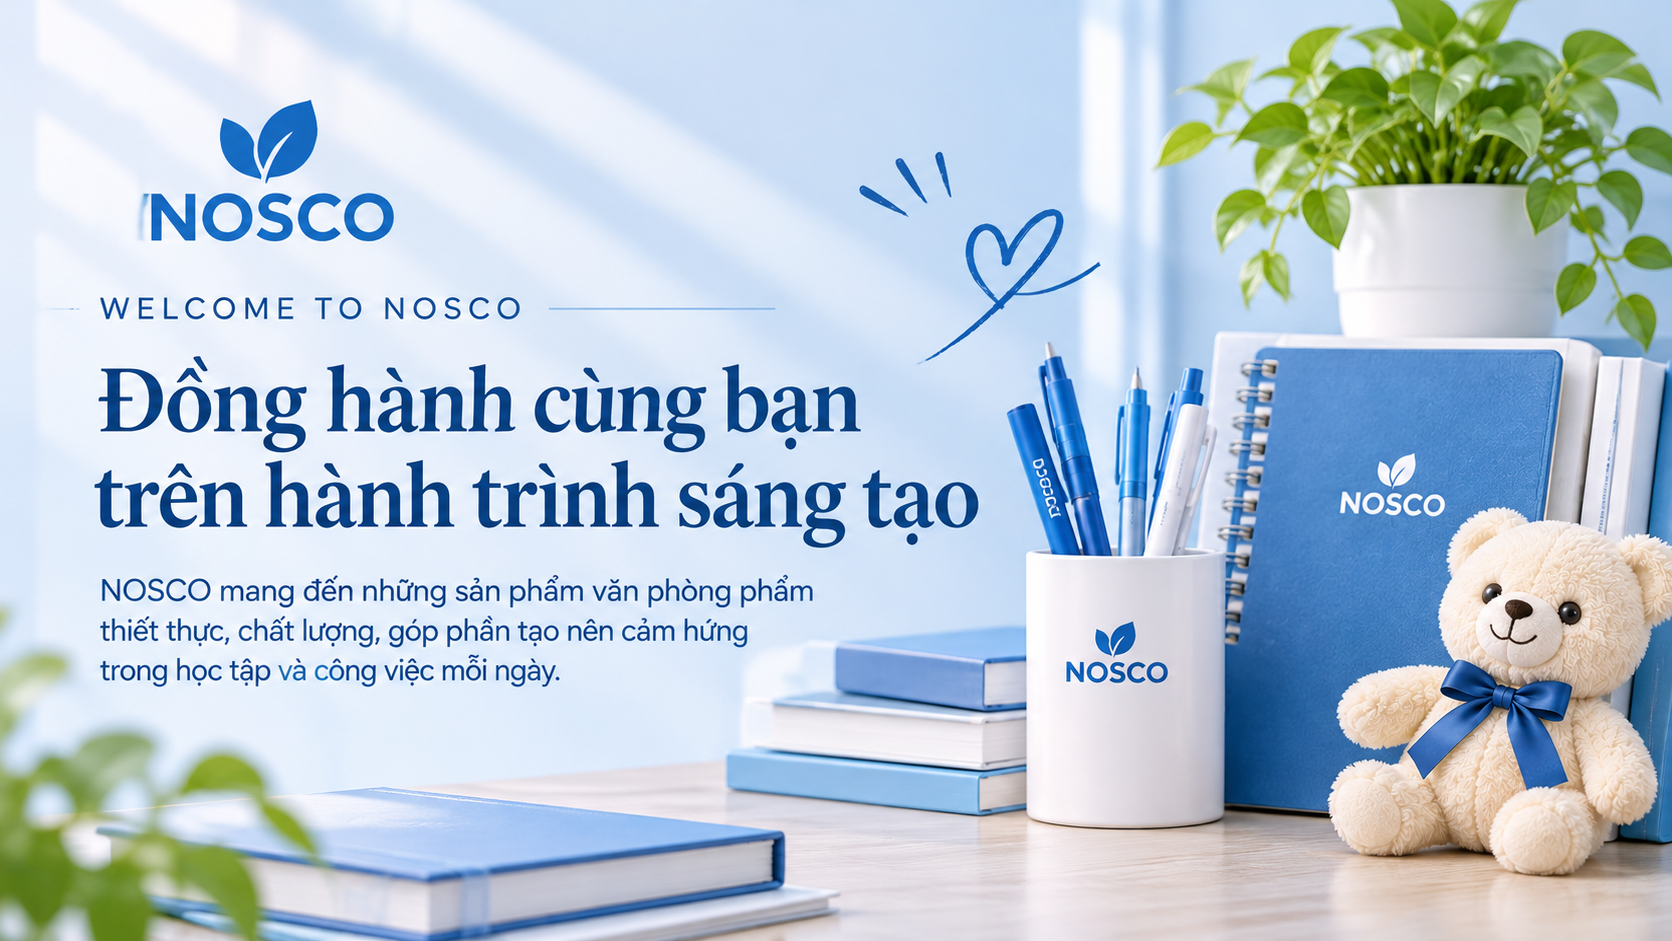 NOSCO
WELCOME TO NOSCO
Đồng hành cùng bạn
trên hành trình sáng tạo
NOSCO mang đến những sản phẩm văn phòng phẩm
thiết thực, chất lượng, góp phần tạo nên cảm hứng
trong học tập và công việc mỗi ngày.
NOSCO
NOSCO